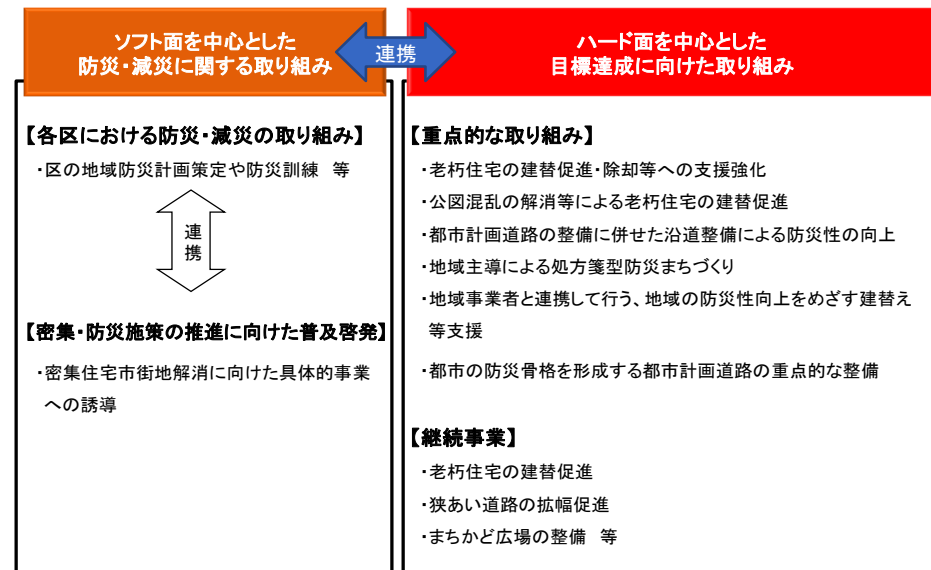 ソフト面を中心とした
防災・減災に関する取り組み
連携
ハード面を中心とした
目標達成に向けた取り組み
【各区における防災・減災の取り組み】
・区の地域防災計画策定や防災訓練　等
連
携
【密集・防災施策の推進に向けた普及啓発】
・密集住宅市街地解消に向けた具体的事業
への誘導
【重点的な取り組み】
・老朽住宅の建替促進・除却等への支援強化
・公図混乱の解消等による老朽住宅の建替促進
・都市計画道路の整備に併せた沿道整備による防災性の向上
・地域主導による処方箋型防災まちづくり
・地域事業者と連携して行う、地域の防災性向上をめざす建替え
等支援
・都市の防災骨格を形成する都市計画道路の重点的な整備
【継続事業】
・老朽住宅の建替促進
・狭あい道路の拡幅促進
・まちかど広場の整備　等